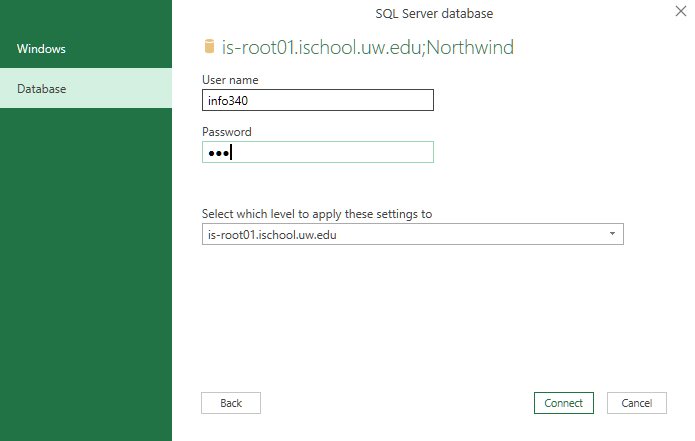 SQL Server database
Windows
Database
is-root01.ischool.uw.edu;Northwind
User name
info340
Password
●●●
Select which level to apply these settings to
is-root01.ischool.uw.edu
Back
Connect
Cancel